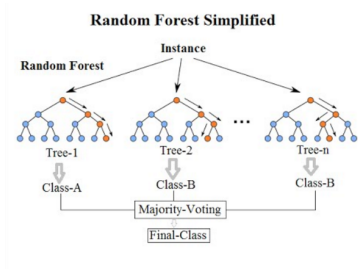 Random Forest Simplified
Instance
Random Forest
...
Tree-1
Tree-2
Tree-n
Class-A
Class-B
Class-B
Majority-Voting
Final-Class